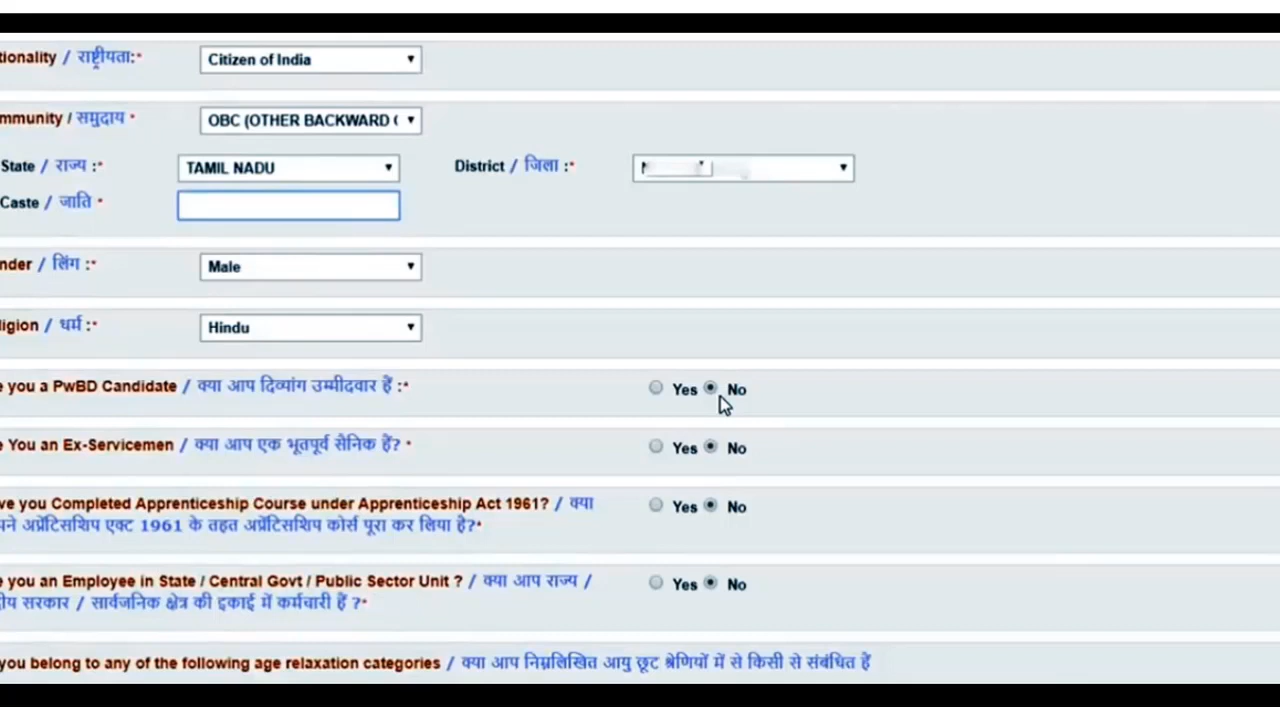 tionality / राष्ट्रीयता:* Citizen of India
mmunity / समुदाय * OBC (OTHER BACKWARD (
State / राज्य :* TAMIL NADU District / जिला :*
Caste / जाति *
nder / लिंग :* Male
ligion / धर्म :* Hindu
e you a PwBD Candidate / क्या आप दिव्यांग उम्मीदवार हैं :* Yes No
e You an Ex-Servicemen / क्या आप एक भूतपूर्व सैनिक हैं? * Yes No
ve you Completed Apprenticeship Course under Apprenticeship Act 1961? / क्या Yes No
पने अप्रेंटिसशिप एक्ट 1961 के तहत अप्रेंटिसशिप कोर्स पूरा कर लिया है?*
e you an Employee in State / Central Govt / Public Sector Unit ? / क्या आप राज्य / Yes No
ीय सरकार / सार्वजनिक क्षेत्र की इकाई में कर्मचारी हैं ?*
you belong to any of the following age relaxation categories / क्या आप निम्नलिखित आयु छूट श्रेणियों में से किसी से संबंधित हैं